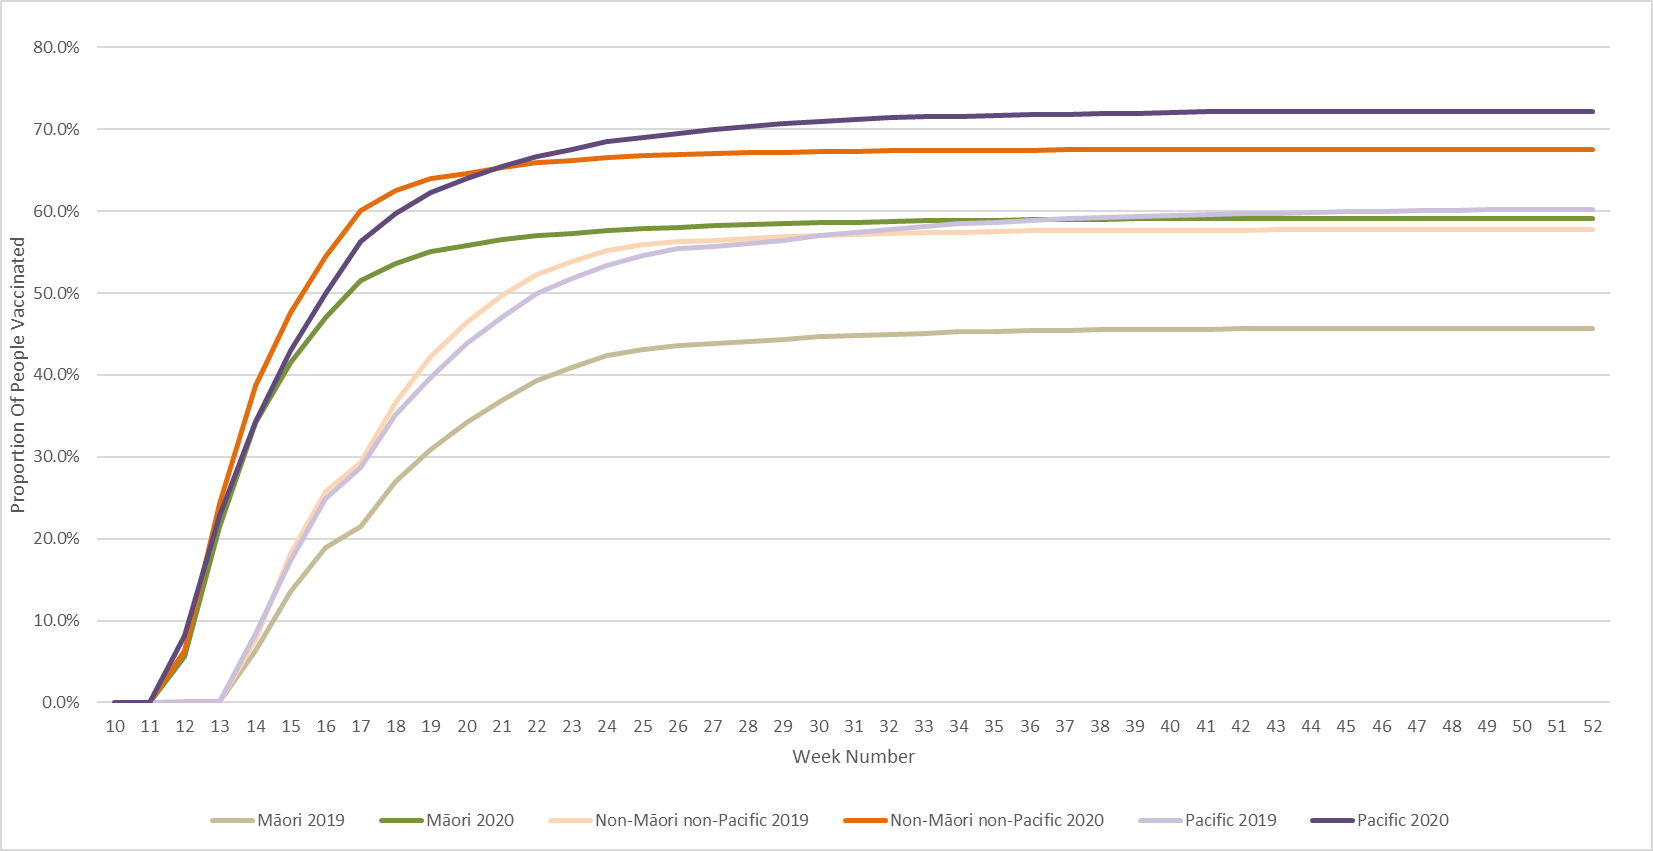 80.0%
70.0%
60.0%
50.0%
40.0%
30.0%
20.0%
10.0%
0.0%
Proportion Of People Vaccinated
10 11 12 13 14 15 16 17 18 19 20 21 22 23 24 25 26 27 28 29 30 31 32 33 34 35 36 37 38 39 40 41 42 43 44 45 46 47 48 49 50 51 52
Week Number
Māori 2019 Māori 2020 Non-Māori non-Pacific 2019 Non-Māori non-Pacific 2020 Pacific 2019 Pacific 2020